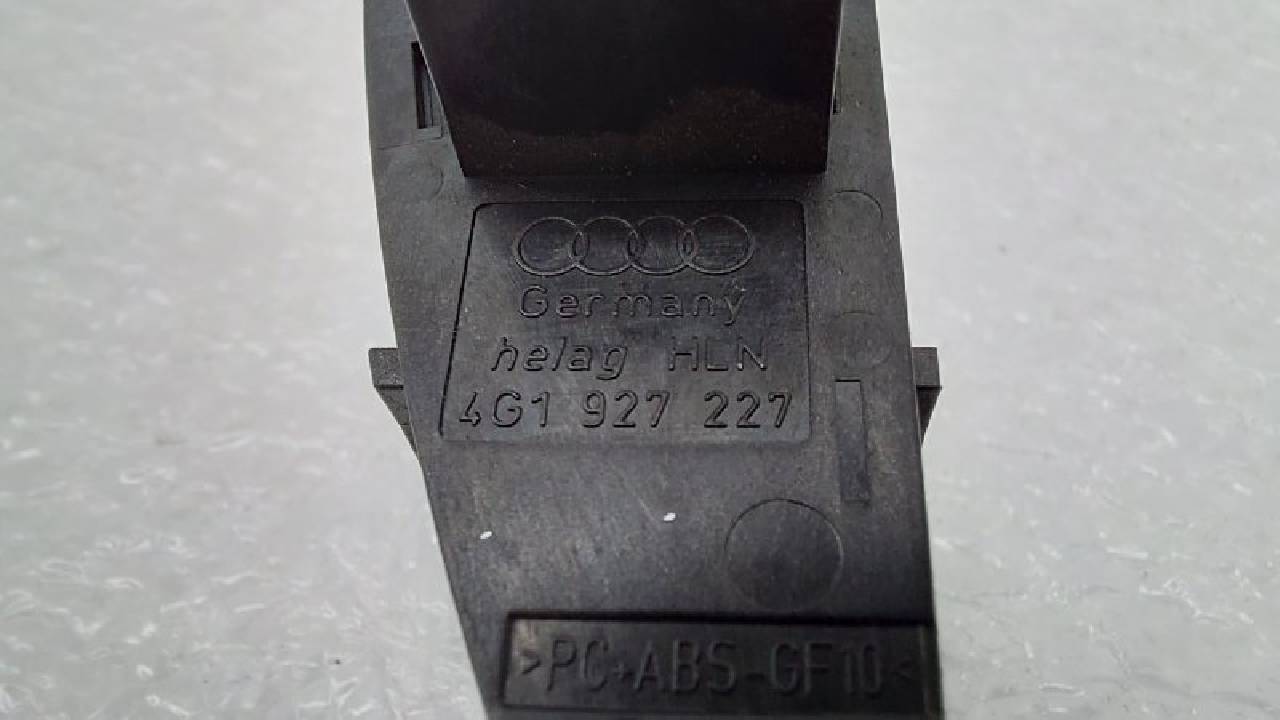 Germany
helag HLN
4G1 927 227
>PC+ABS-GF10<